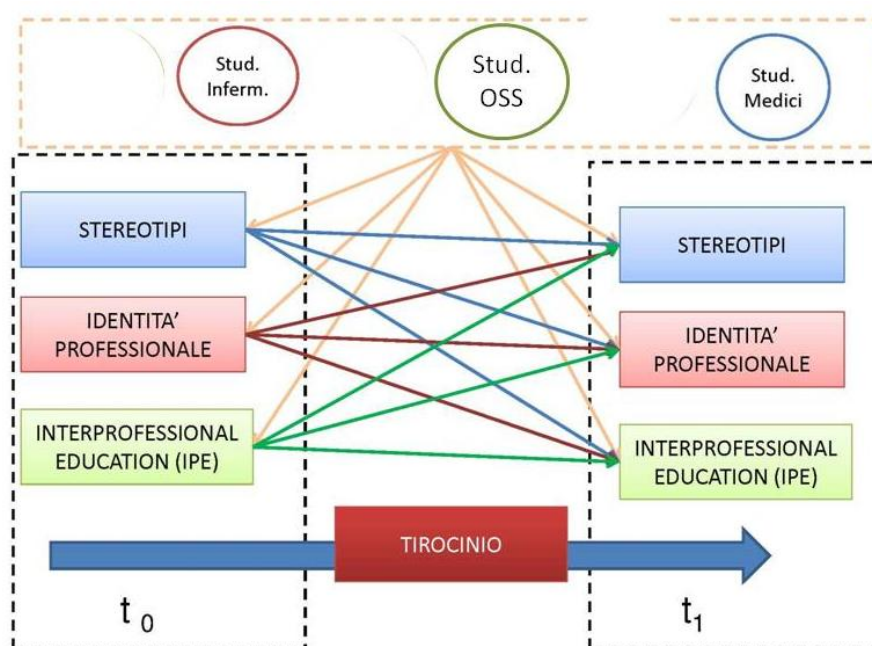 Stud.
Inferm.
Stud.
OSS
Stud.
Medici
STEREOTIPI
IDENTITA’
PROFESSIONALE
INTERPROFESSIONAL
EDUCATION (IPE)
STEREOTIPI
IDENTITA’
PROFESSIONALE
INTERPROFESSIONAL
EDUCATION (IPE)
TIROCINIO
t0
t1